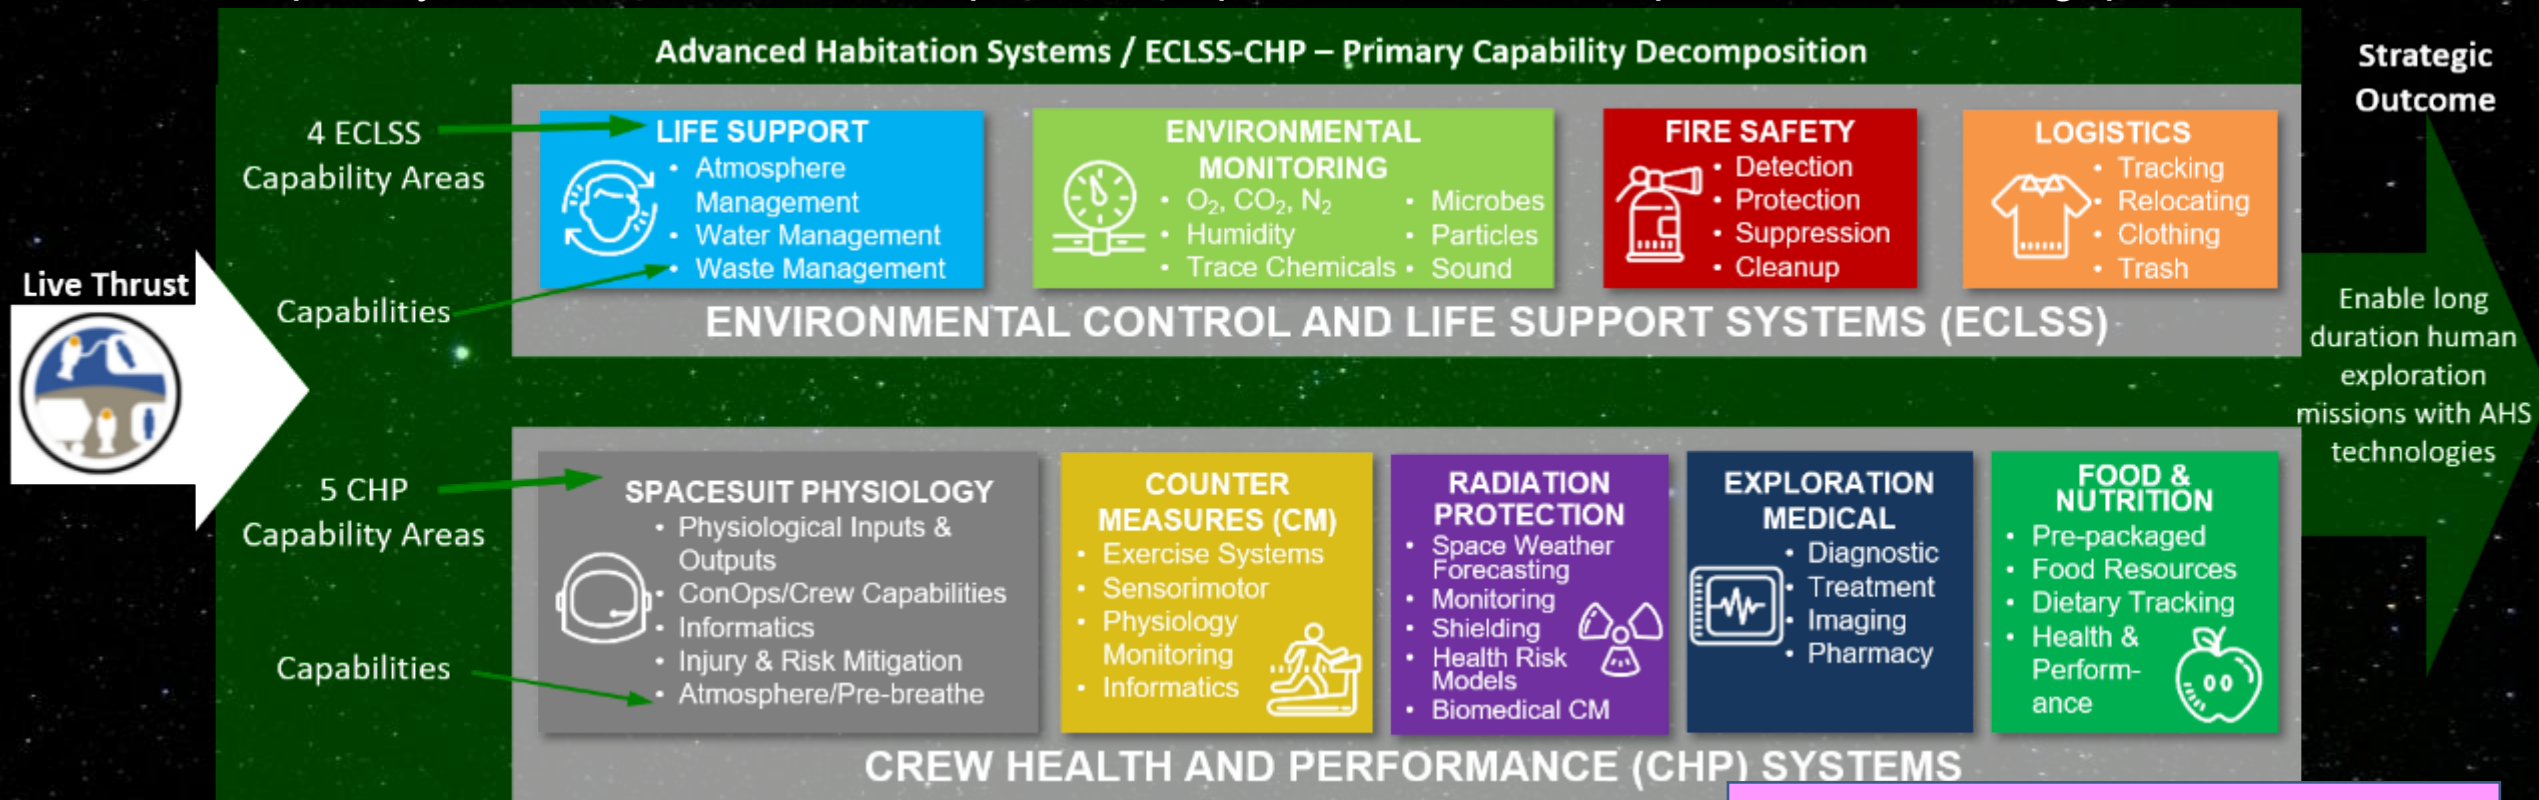 Advanced Habitation Systems / ECLSS-CHP – Primary Capability Decomposition
Strategic
Outcome
4 ECLSS
Capability Areas
LIFE SUPPORT
• Atmosphere
Management
• Water Management
• Waste Management
ENVIRONMENTAL
MONITORING
• O₂, CO₂, N₂
• Humidity
• Trace Chemicals
• Microbes
• Particles
• Sound
FIRE SAFETY
• Detection
• Protection
• Suppression
• Cleanup
LOGISTICS
• Tracking
• Relocating
• Clothing
• Trash
Live Thrust
Capabilities
ENVIRONMENTAL CONTROL AND LIFE SUPPORT SYSTEMS (ECLSS)
Enable long
duration human
exploration
missions with AHS
technologies
5 CHP
Capability Areas
Capabilities
SPACESUIT PHYSIOLOGY
• Physiological Inputs &
Outputs
• ConOps/Crew Capabilities
• Informatics
• Injury & Risk Mitigation
• Atmosphere/Pre-breathe
COUNTER
MEASURES (CM)
• Exercise Systems
• Sensorimotor
• Physiology
Monitoring
• Informatics
RADIATION
PROTECTION
• Space Weather
Forecasting
• Monitoring
• Shielding
• Health Risk
Models
• Biomedical CM
EXPLORATION
MEDICAL
• Diagnostic
• Treatment
• Imaging
• Pharmacy
FOOD &
NUTRITION
• Pre-packaged
• Food Resources
• Dietary Tracking
• Health &
Perform-
ance
CREW HEALTH AND PERFORMANCE (CHP) SYSTEMS